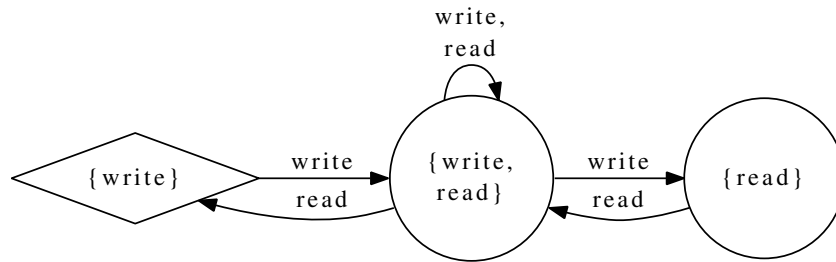 write,
read
{write}
write
read
{write,
read}
write
read
{read}